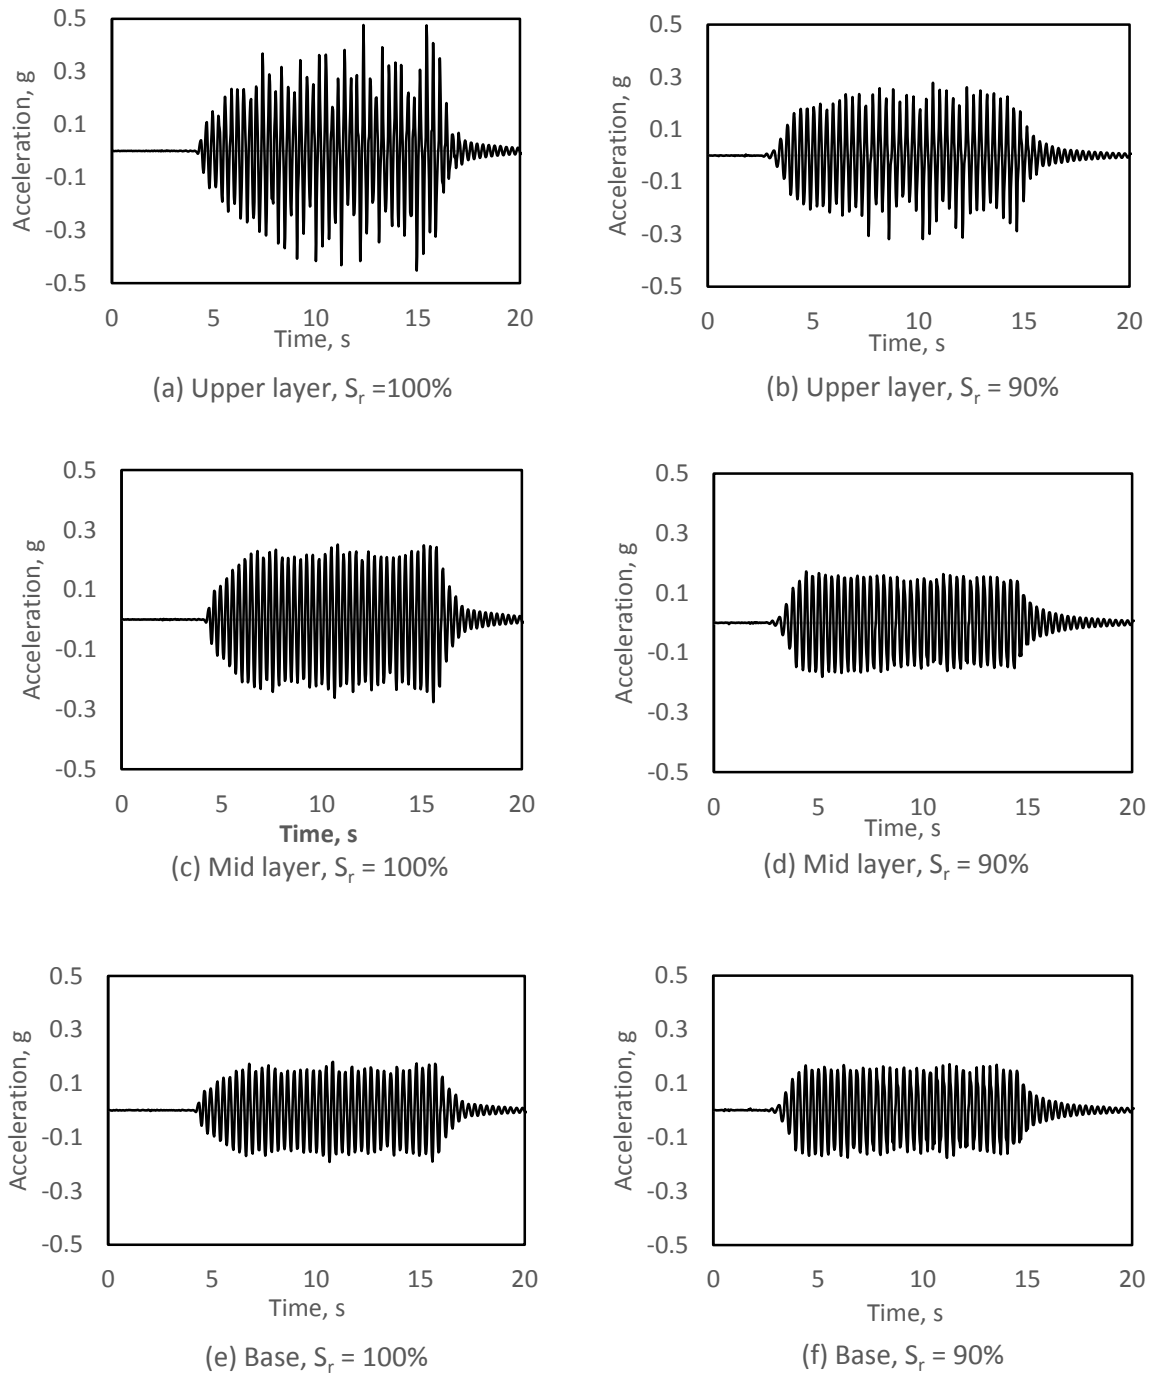 0.5
0.3
0.1
-0.1
-0.3
-0.5
Acceleration, g
0 5 10 15 20
Time, s
(a) Upper layer, Sr =100%
0.5
0.3
0.1
-0.1
-0.3
-0.5
Acceleration, g
0 5 10 15 20
Time, s
(b) Upper layer, Sr = 90%
0.5
0.3
0.1
-0.1
-0.3
-0.5
Acceleration, g
0 5 10 15 20
Time, s
(c) Mid layer, Sr = 100%
0.5
0.3
0.1
-0.1
-0.3
-0.5
Acceleration, g
0 5 10 15 20
Time, s
(d) Mid layer, Sr = 90%
0.5
0.3
0.1
-0.1
-0.3
-0.5
Acceleration, g
0 5 10 15 20
Time, s
(e) Base, Sr = 100%
0.5
0.3
0.1
-0.1
-0.3
-0.5
Acceleration, g
0 5 10 15 20
Time, s
(f) Base, Sr = 90%